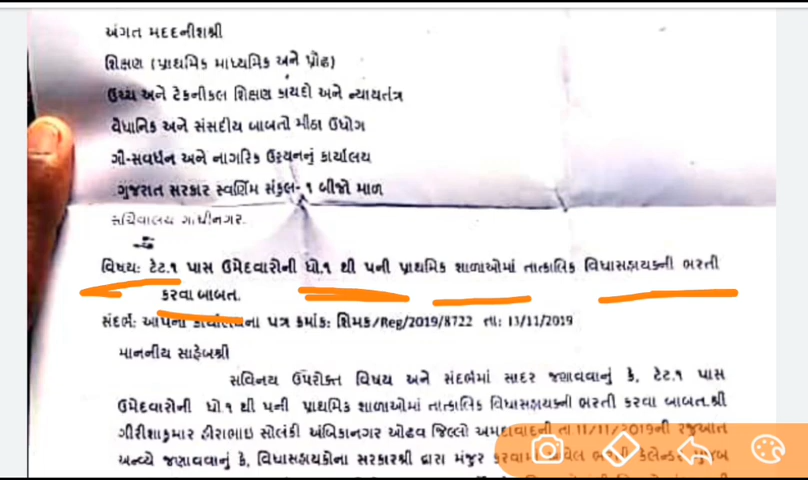 અંગત મદદનીશશ્રી
શિક્ષણ (પ્રાથમિક માધ્યમિક અને પ્રૌઢ)
ઉચ્ચ અને ટેકનીકલ શિક્ષણ કાયદો અને ન્યાયતંત્ર
વૈધાનિક અને સંસદીય બાબતો મીઠા ઉધોગ
ગૌ-સવર્ધન અને નાગરિક ઉડ્યનનું કાર્યાલય
ગુજરાત સરકાર સ્વર્ણિમ સંકુલ-૧ બીજો માળ
સચિવાલય ગાંધીનગર.
વિષય: ટેટ.૧ પાસ ઉમેદવારોની ધો.૧ થી ૫ની પ્રાથમિક શાળાઓમાં તાત્કાલિક વિધાસહાયકની ભરતી
કરવા બાબત.
સંદર્ભ: આપના કાર્યાલયના પત્ર ક્રમાંક: શિમક/Reg/2019/8722 તા: 13/11/2019
માનનીય સાહેબશ્રી
સવિનય ઉપરોક્ત વિષય અને સંદર્ભમાં સાદર જણાવવાનું કે, ટેટ.૧ પાસ
ઉમેદવારોની ધો.૧ થી ૫ની પ્રાથમિક શાળાઓમાં તાત્કાલિક વિધાસહાયકની ભરતી કરવા બાબત.શ્રી
ગીરીશકુમાર હીરાભાઇ સોલંકી અંબિકાનગર ઓઢવ જિલ્લો અમદાવાદની તા 11/11/2019ની રજુઆત
અન્વ્યે જણાવવાનું કે, વિધાસહાયકોના સરકારશ્રી દ્વારા મંજુર